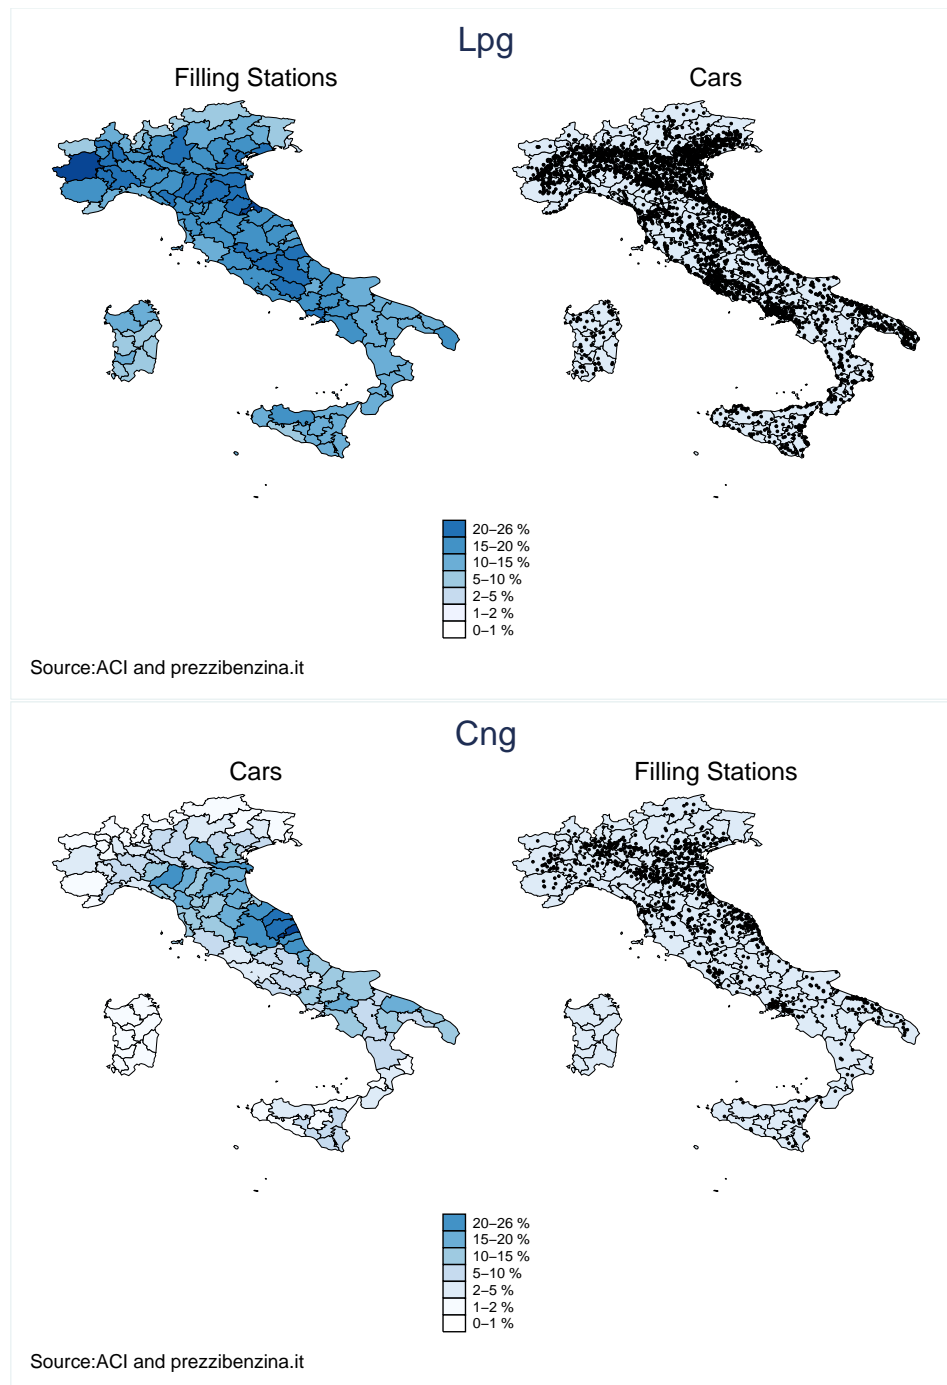 Lpg
Filling Stations
Cars
20–26 %
15–20 %
10–15 %
5–10 %
2–5 %
1–2 %
0–1 %
Source:ACI and prezzibenzina.it
Cng
Cars
Filling Stations
20–26 %
15–20 %
10–15 %
5–10 %
2–5 %
1–2 %
0–1 %
Source:ACI and prezzibenzina.it